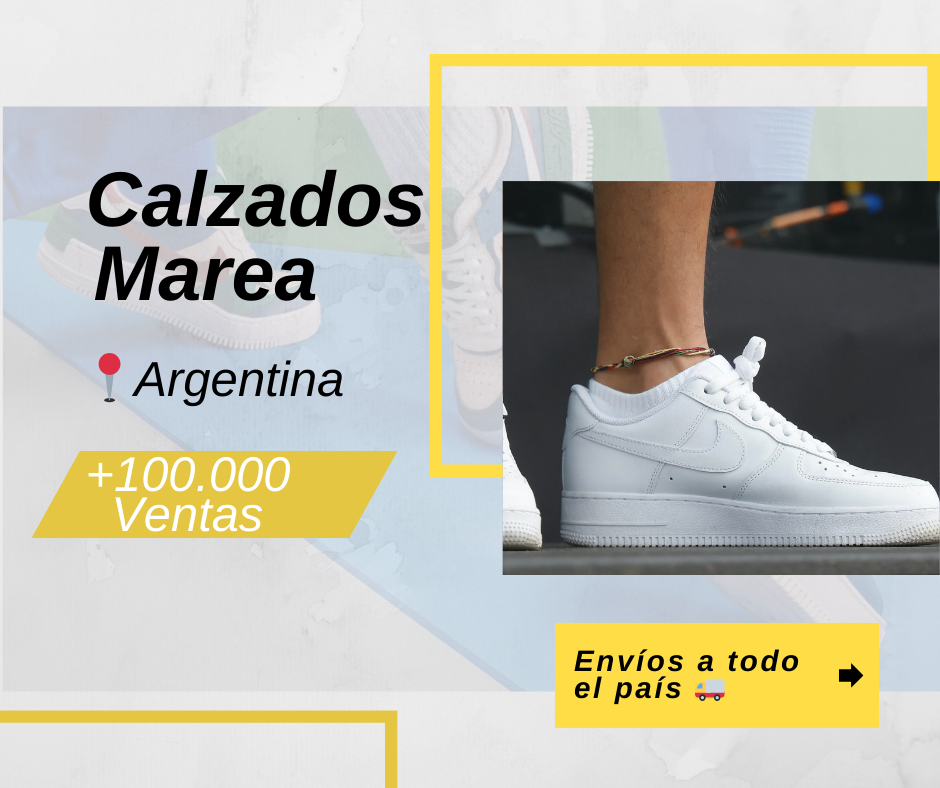 Calzados
Marea
📍Argentina
+100.000
Ventas
Envíos a todo
el país 🚚